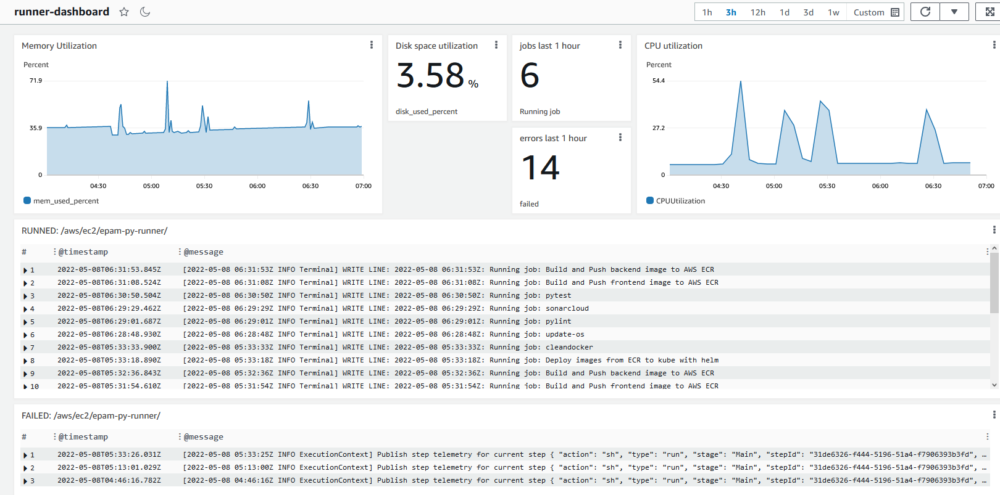 runner-dashboard
1h 3h 12h 1d 3d 1w Custom
Memory Utilization
Percent
71.9
35.9
0
04:30 05:00 05:30 06:00 06:30 07:00
mem_used_percent
Disk space utilization
3.58 %
disk_used_percent
jobs last 1 hour
6
Running job
errors last 1 hour
14
failed
CPU utilization
Percent
54.4
27.2
0
04:30 05:00 05:30 06:00 06:30 07:00
CPUUtilization
RUNNED: /aws/ec2/epam-py-runner/
# @timestamp @message
1 2022-05-08T06:31:53.845Z [2022-05-08 06:31:53Z INFO Terminal] WRITE LINE: 2022-05-08 06:31:53Z: Running job: Build and Push backend image to AWS ECR
2 2022-05-08T06:31:08.524Z [2022-05-08 06:31:08Z INFO Terminal] WRITE LINE: 2022-05-08 06:31:08Z: Running job: Build and Push frontend image to AWS ECR
3 2022-05-08T06:30:50.504Z [2022-05-08 06:30:50Z INFO Terminal] WRITE LINE: 2022-05-08 06:30:50Z: Running job: pytest
4 2022-05-08T06:29:29.462Z [2022-05-08 06:29:29Z INFO Terminal] WRITE LINE: 2022-05-08 06:29:29Z: Running job: sonarcloud
5 2022-05-08T06:29:01.687Z [2022-05-08 06:29:01Z INFO Terminal] WRITE LINE: 2022-05-08 06:29:01Z: Running job: pylint
6 2022-05-08T06:28:48.930Z [2022-05-08 06:28:48Z INFO Terminal] WRITE LINE: 2022-05-08 06:28:48Z: Running job: update-os
7 2022-05-08T05:33:33.900Z [2022-05-08 05:33:33Z INFO Terminal] WRITE LINE: 2022-05-08 05:33:33Z: Running job: cleandocker
8 2022-05-08T05:33:18.890Z [2022-05-08 05:33:18Z INFO Terminal] WRITE LINE: 2022-05-08 05:33:18Z: Running job: Deploy images from ECR to kube with helm
9 2022-05-08T05:32:36.843Z [2022-05-08 05:32:36Z INFO Terminal] WRITE LINE: 2022-05-08 05:32:36Z: Running job: Build and Push backend image to AWS ECR
10 2022-05-08T05:31:54.610Z [2022-05-08 05:31:54Z INFO Terminal] WRITE LINE: 2022-05-08 05:31:54Z: Running job: Build and Push frontend image to AWS ECR
FAILED: /aws/ec2/epam-py-runner/
# @timestamp @message
1 2022-05-08T05:33:26.031Z [2022-05-08 05:33:25Z INFO ExecutionContext] Publish step telemetry for current step { "action": "sh", "type": "run", "stage": "Main", "stepId": "31de6326-f444-5196-51a4-f7906393b3fd", …
2 2022-05-08T05:13:01.029Z [2022-05-08 05:13:00Z INFO ExecutionContext] Publish step telemetry for current step { "action": "sh", "type": "run", "stage": "Main", "stepId": "31de6326-f444-5196-51a4-f7906393b3fd", …
3 2022-05-08T04:46:16.782Z [2022-05-08 04:46:16Z INFO ExecutionContext] Publish step telemetry for current step { "action": "sh", "type": "run", "stage": "Main", "stepId": "31de6326-f444-5196-51a4-f7906393b3fd", …